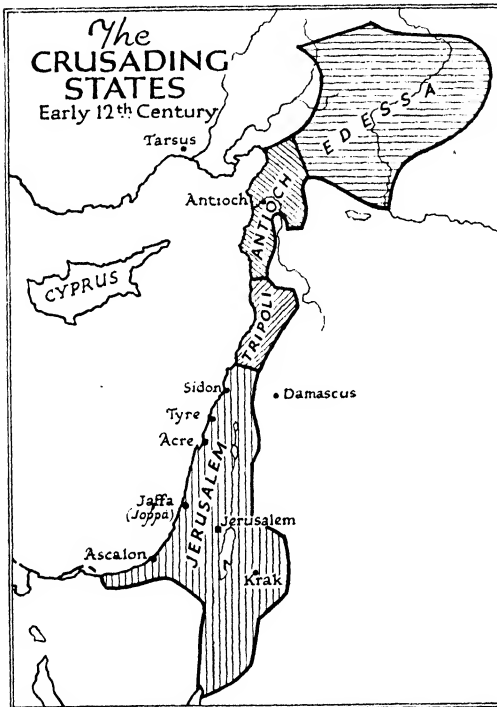 The
CRUSADING
STATES
Early 12th Century
Tarsus
EDESSA
Antioch
ANTIOCH
CYPRUS
TRIPOLI
Sidon
Damascus
Tyre
Acre
JERUSALEM
Jaffa
(Joppa)
Jerusalem
Ascalon
Krak